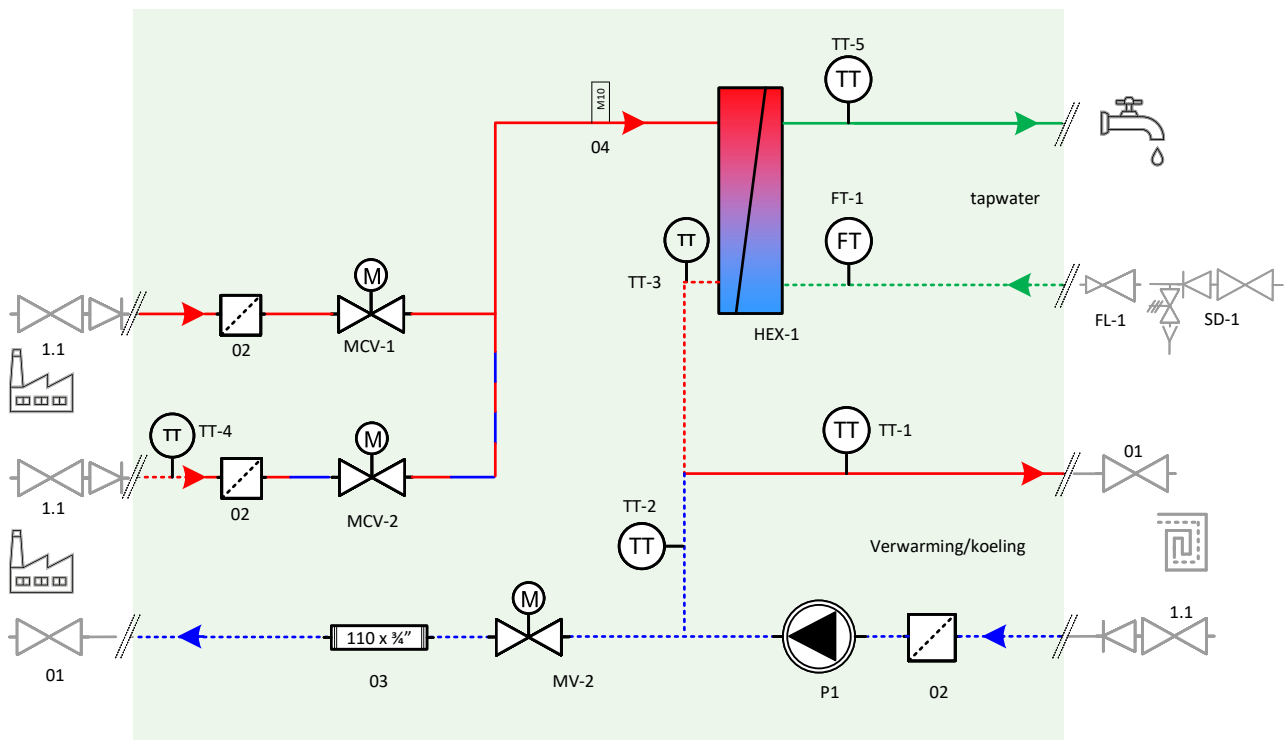 TT-5
TT
M10
04
FT-1
tapwater
TT
FT
TT-3
M
FL-1
SD-1
1.1
02
MCV-1
HEX-1
TT
TT-4
M
TT
TT-1
01
1.1
02
MCV-2
TT-2
TT
Verwarming/koeling
M
1.1
110 x ¾”
01
03
MV-2
P1
02